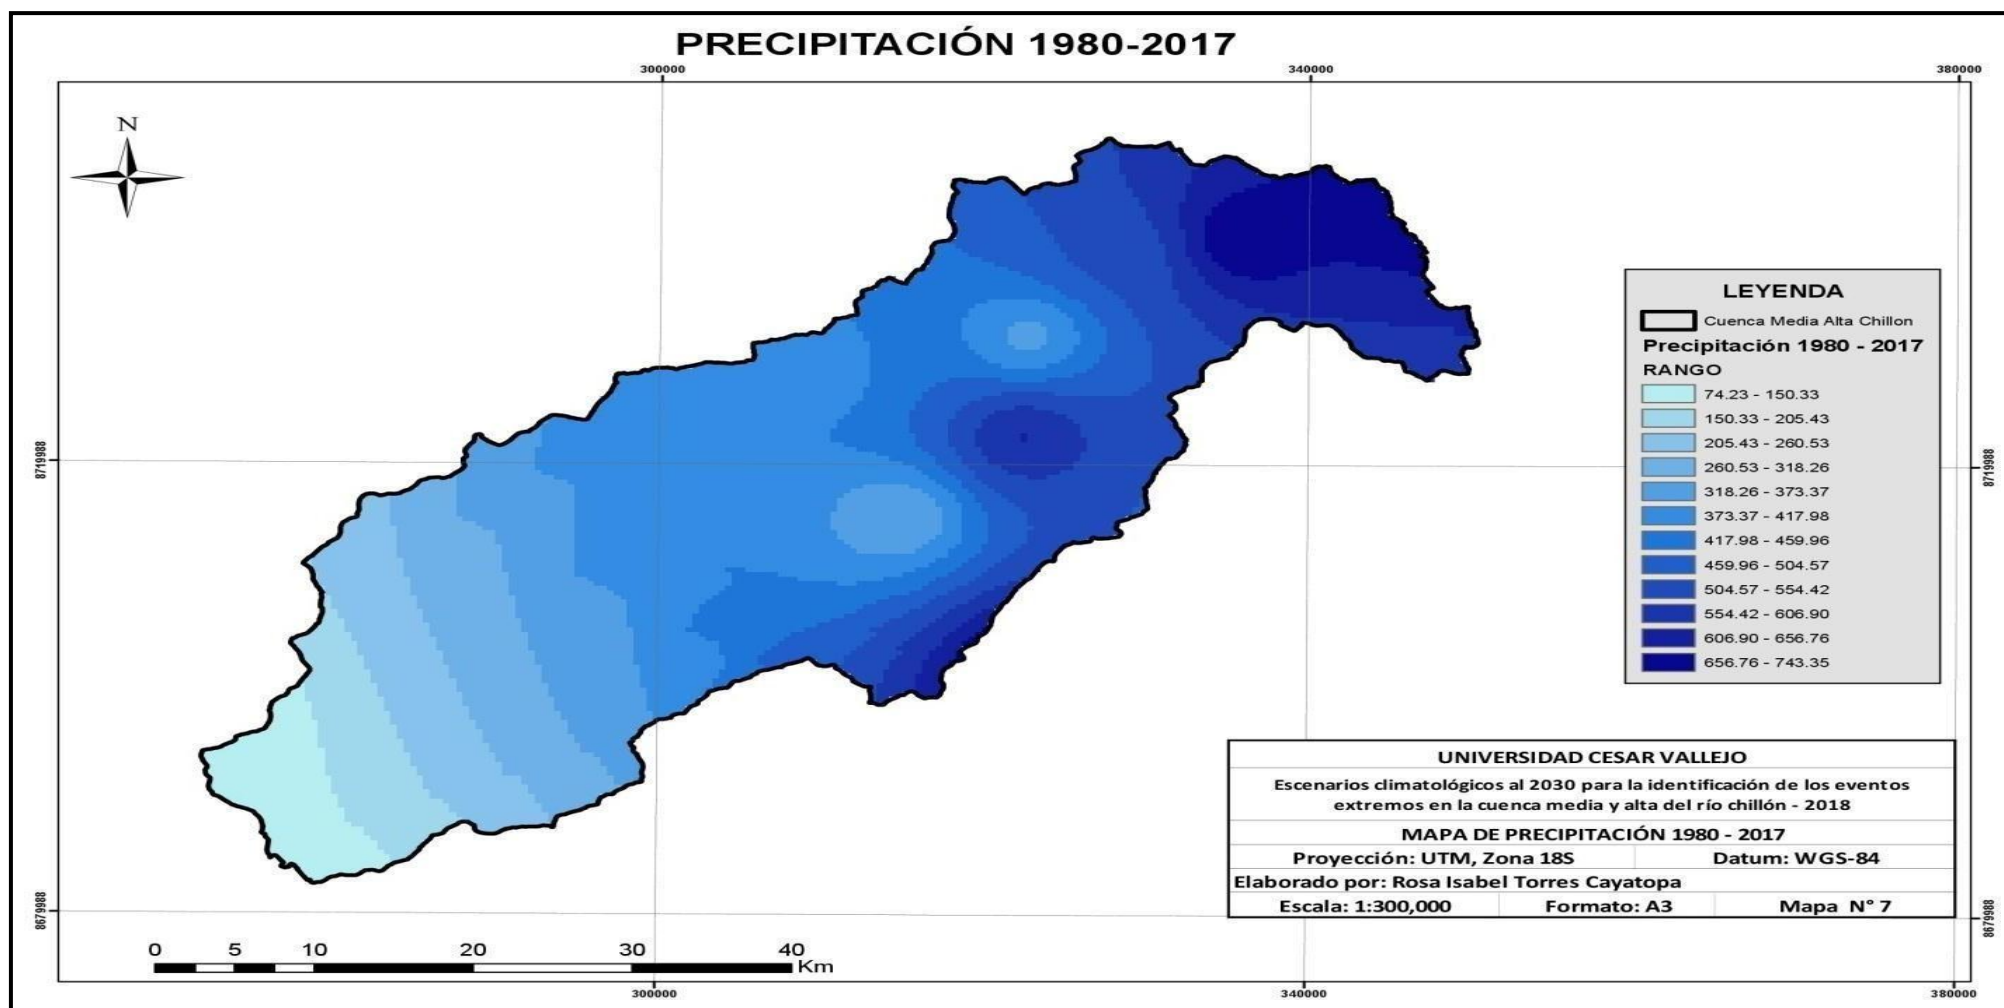 PRECIPITACIÓN 1980-2017
300000
340000
380000
N
8719988
8719988
LEYENDA
Cuenca Media Alta Chillon
Precipitación 1980 - 2017
RANGO
74.23 - 150.33
150.33 - 205.43
205.43 - 260.53
260.53 - 318.26
318.26 - 373.37
373.37 - 417.98
417.98 - 459.96
459.96 - 504.57
504.57 - 554.42
554.42 - 606.90
606.90 - 656.76
656.76 - 743.35
UNIVERSIDAD CESAR VALLEJO
Escenarios climatológicos al 2030 para la identificación de los eventos
extremos en la cuenca media y alta del río chillón - 2018
MAPA DE PRECIPITACIÓN 1980 - 2017
Proyección: UTM, Zona 18S Datum: WGS-84
Elaborado por: Rosa Isabel Torres Cayatopa
Escala: 1:300,000 Formato: A3 Mapa N° 7
8679988
8679988
0 5 10 20 30 40
Km
300000
340000
380000